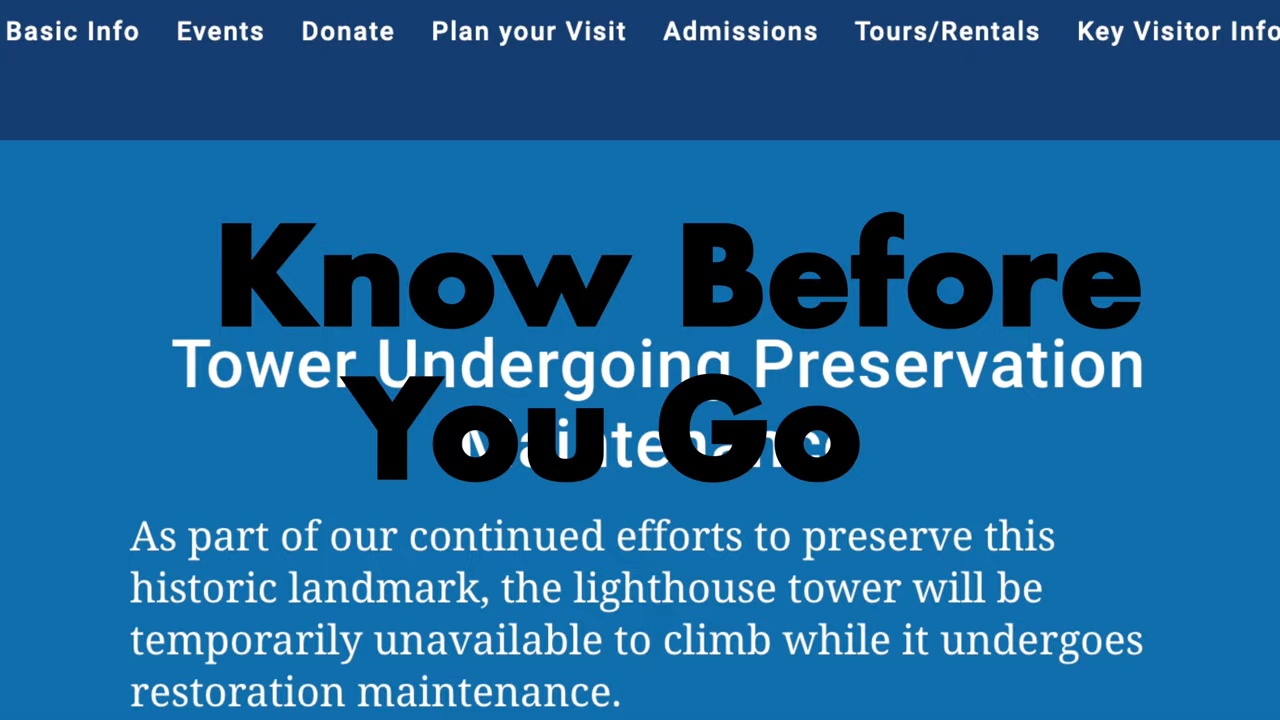 Basic Info Events Donate Plan your Visit Admissions Tours/Rentals Key Visitor Info
Know Before
Tower Undergoing Preservation
You Go
Maintenance
As part of our continued efforts to preserve this
historic landmark, the lighthouse tower will be
temporarily unavailable to climb while it undergoes
restoration maintenance.